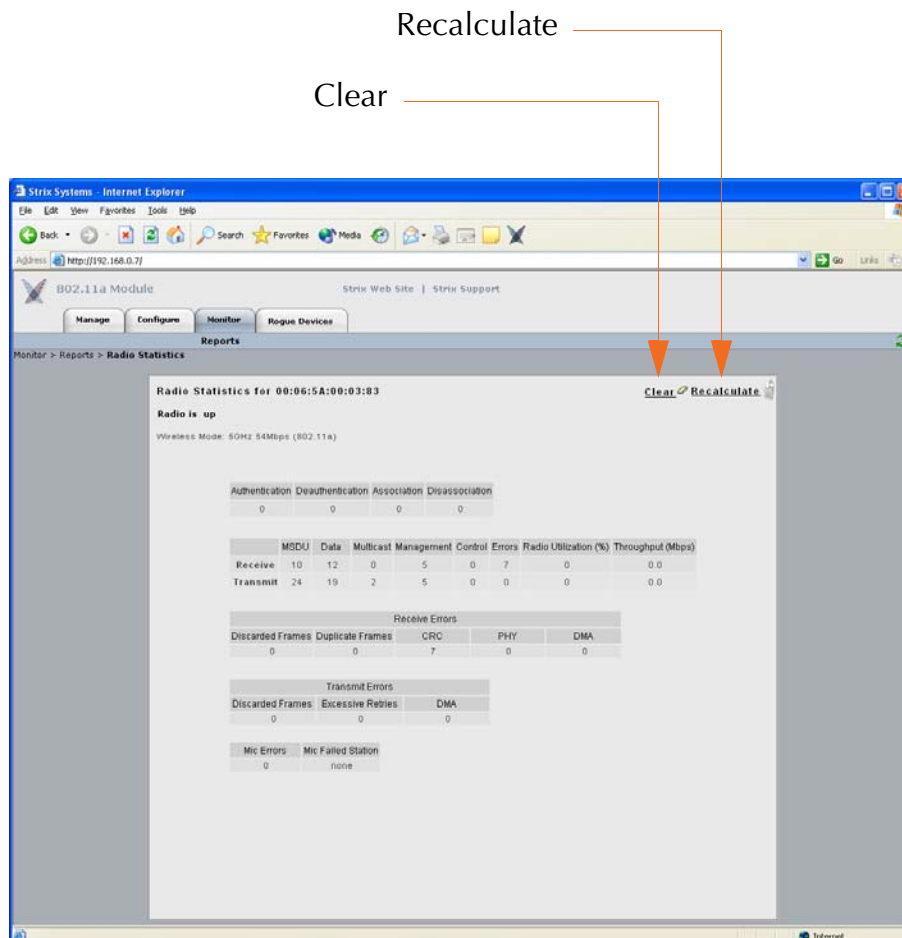 Recalculate
Clear
Strix Systems - Internet Explorer
File Edit View Favorites Tools Help
Back Search Favorites Media
Address http://192.168.0.7/ Go Links
802.11a Module Strix Web Site | Strix Support
Manage Configure Monitor Rogue Devices
Reports
Monitor > Reports > Radio Statistics
Radio Statistics for 00:06:5A:00:03:83 Clear Recalculate
Radio is up
Wireless Mode: 5GHz 54Mbps (802.11a)
Authentication Deauthentication Association Disassociation
0 0 0 0
MSDU Data Multicast Management Control Errors Radio Utilization (%) Throughput (Mbps)
Receive 10 12 0 5 0 7 0 0.0
Transmit 24 19 2 5 0 0 0 0.0
Receive Errors
Discarded Frames Duplicate Frames CRC PHY DMA
0 0 7 0 0
Transmit Errors
Discarded Frames Excessive Retries DMA
0 0 0
Mic Errors Mic Failed Station
0 none
Internet